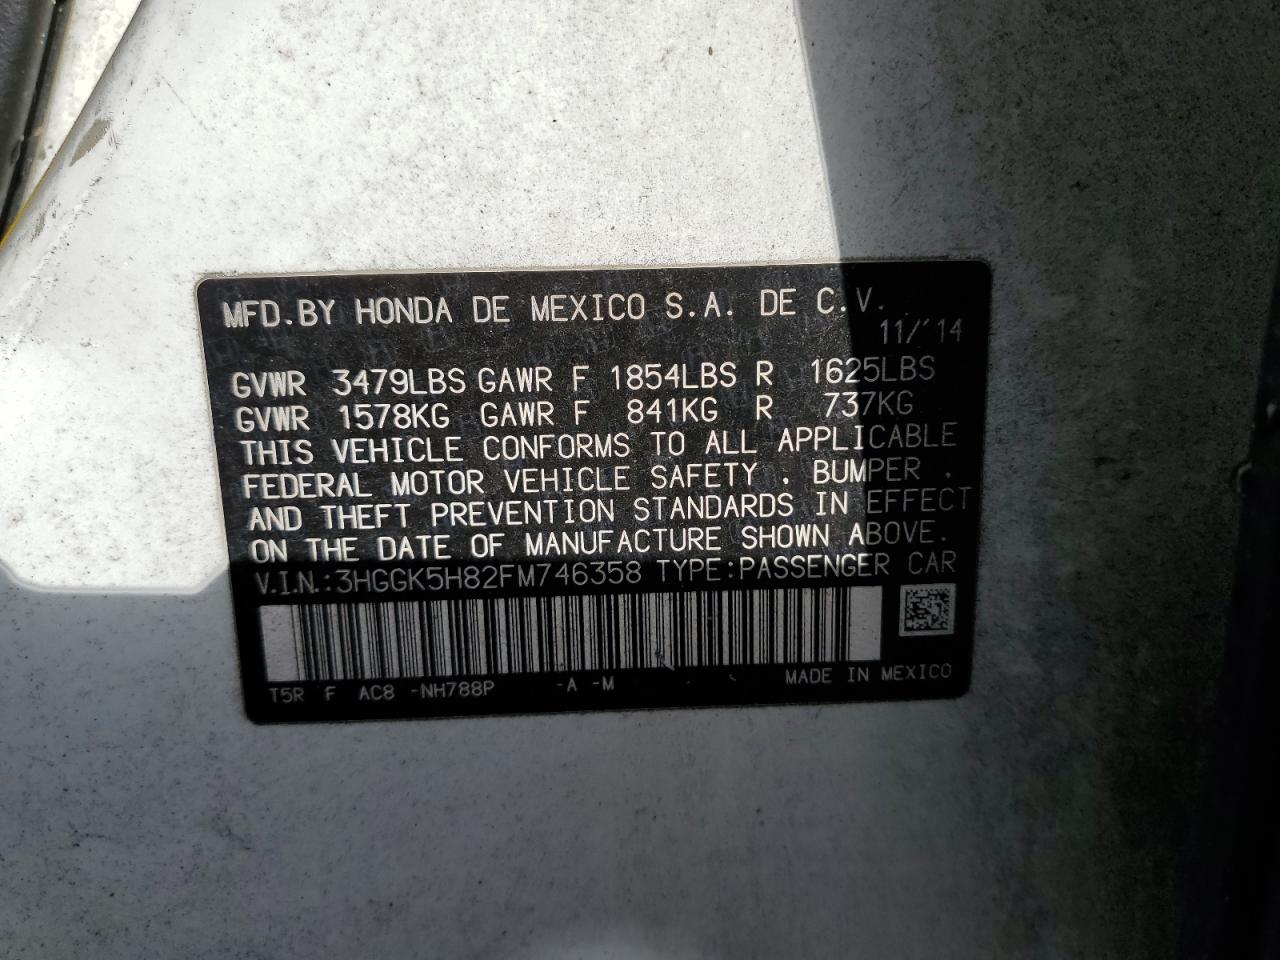 MFD.BY HONDA DE MEXICO S.A. DE C.V.
11/'14
GVWR 3479LBS GAWR F 1854LBS R 1625LBS
GVWR 1578KG GAWR F 841KG R 737KG
THIS VEHICLE CONFORMS TO ALL APPLICABLE
FEDERAL MOTOR VEHICLE SAFETY , BUMPER ,
AND THEFT PREVENTION STANDARDS IN EFFECT
ON THE DATE OF MANUFACTURE SHOWN ABOVE.
V.I.N.:3HGGK5H82FM746358 TYPE:PASSENGER CAR
T5R F AC8 -NH788P -A -M MADE IN MEXICO